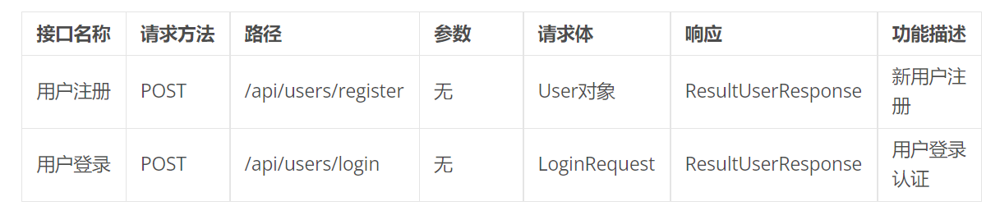 接口名称 请求方法 路径 参数 请求体 响应 功能描述
用户注册 POST /api/users/register 无 User对象 ResultUserResponse 新用户注
册
用户登录 POST /api/users/login 无 LoginRequest ResultUserResponse 用户登录
认证